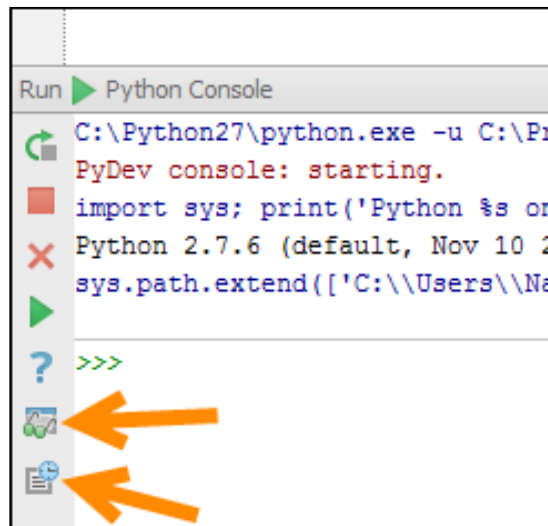 Run Python Console
C:\Python27\python.exe -u C:\Pr
PyDev console: starting.
import sys; print('Python %s on
Python 2.7.6 (default, Nov 10 2
sys.path.extend(['C:\\Users\\Na
?
>>>